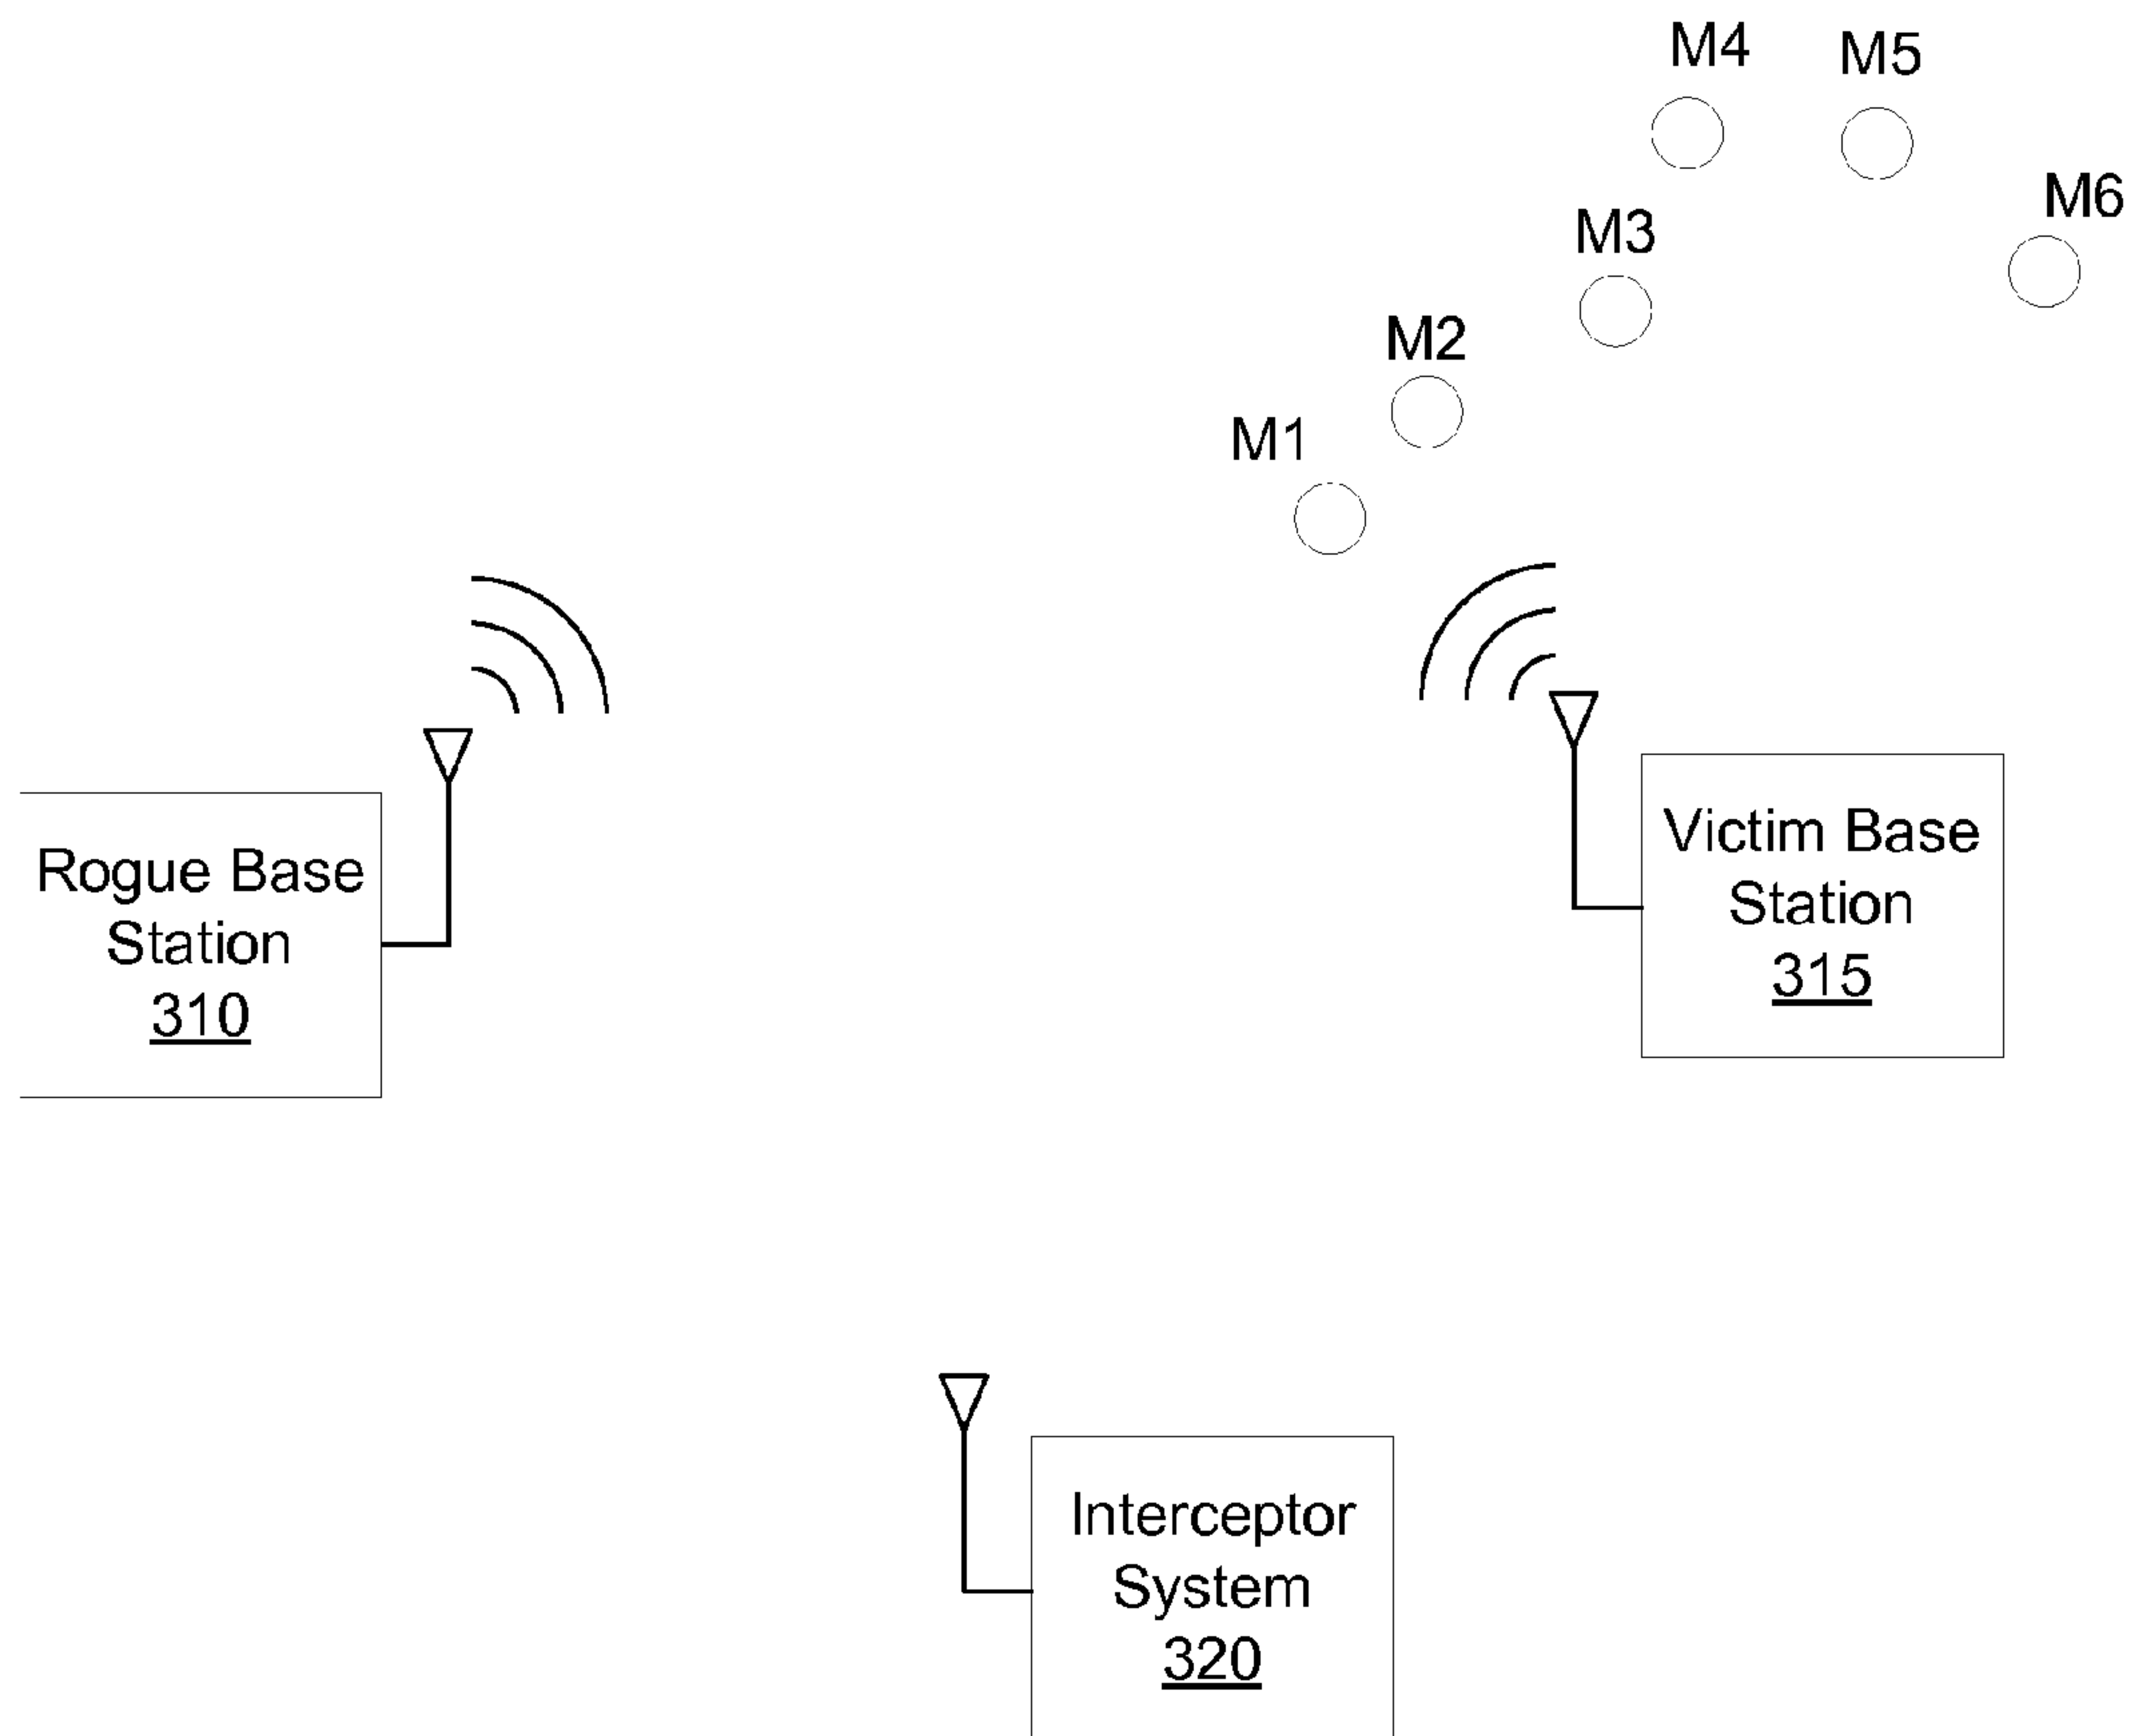 M4
M5
M6
M3
M2
M1
Rogue Base
Station
310
Victim Base
Station
315
Interceptor
System
320